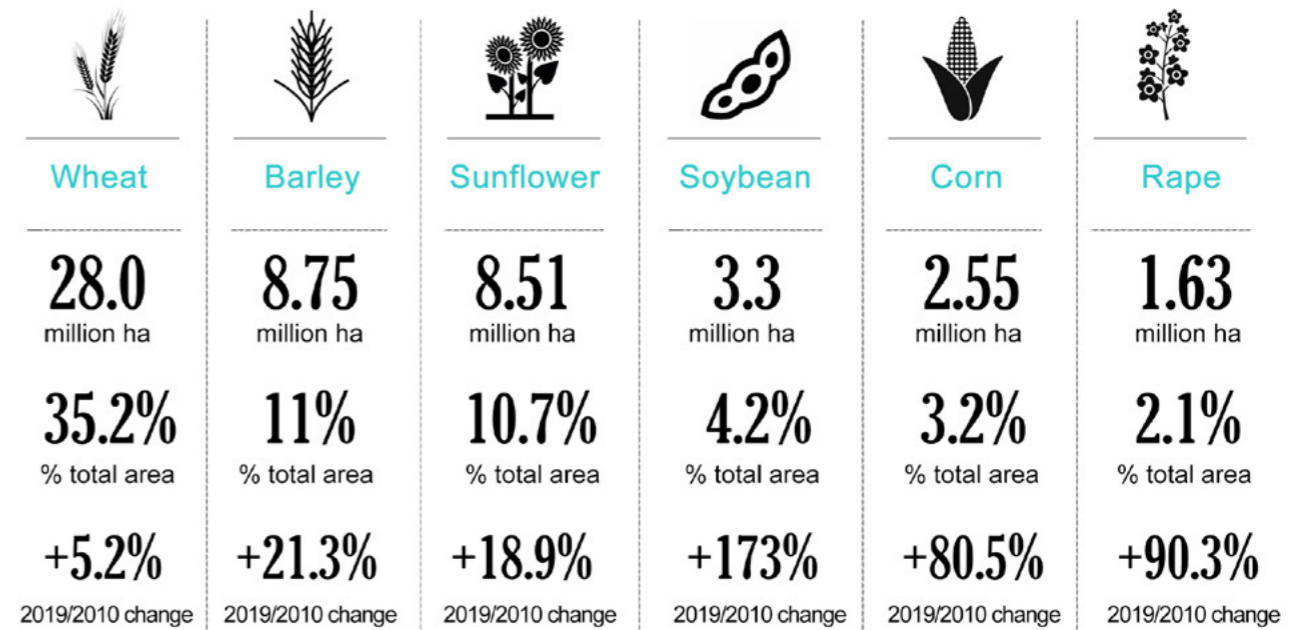 Wheat
Barley
Sunflower
Soybean
Corn
Rape
28.0
million ha
8.75
million ha
8.51
million ha
3.3
million ha
2.55
million ha
1.63
million ha
35.2%
% total area
11%
% total area
10.7%
% total area
4.2%
% total area
3.2%
% total area
2.1%
% total area
+5.2%
2019/2010 change
+21.3%
2019/2010 change
+18.9%
2019/2010 change
+173%
2019/2010 change
+80.5%
2019/2010 change
+90.3%
2019/2010 change